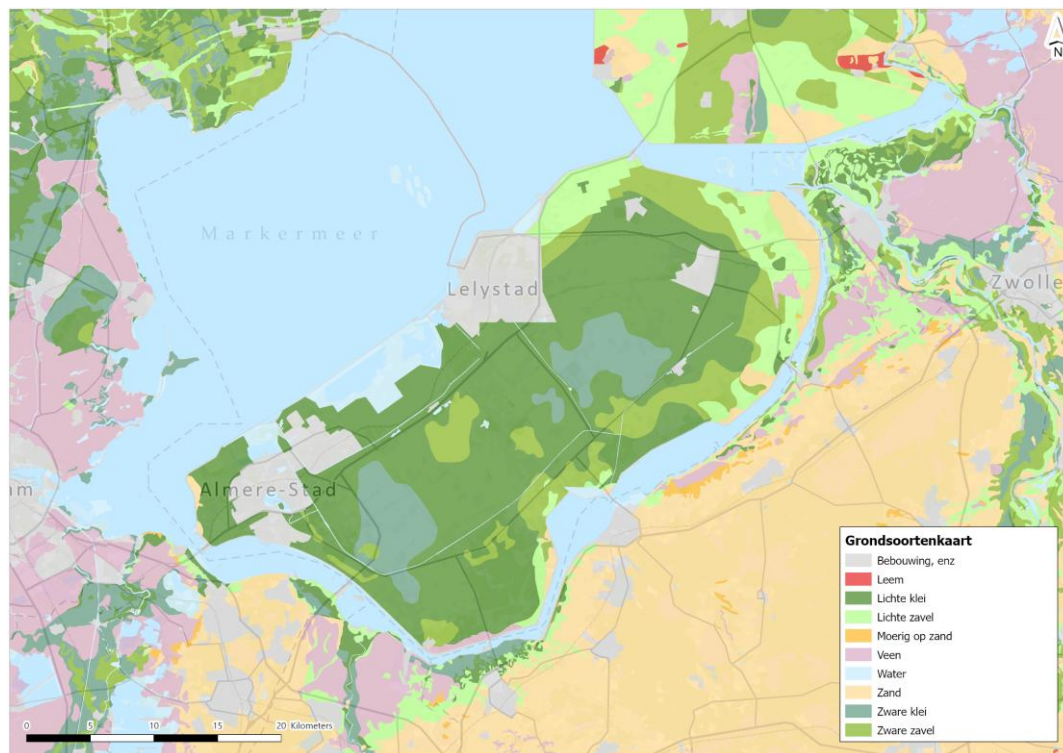 N
Markermeer
Lelystad
Zwolle
Almere-Stad
am
Grondsoortenkaart
Bebouwing, enz
Leem
Lichte klei
Lichte zavel
Moerig op zand
Veen
Water
Zand
Zware klei
Zware zavel
0 5 10 15 20 Kilometers